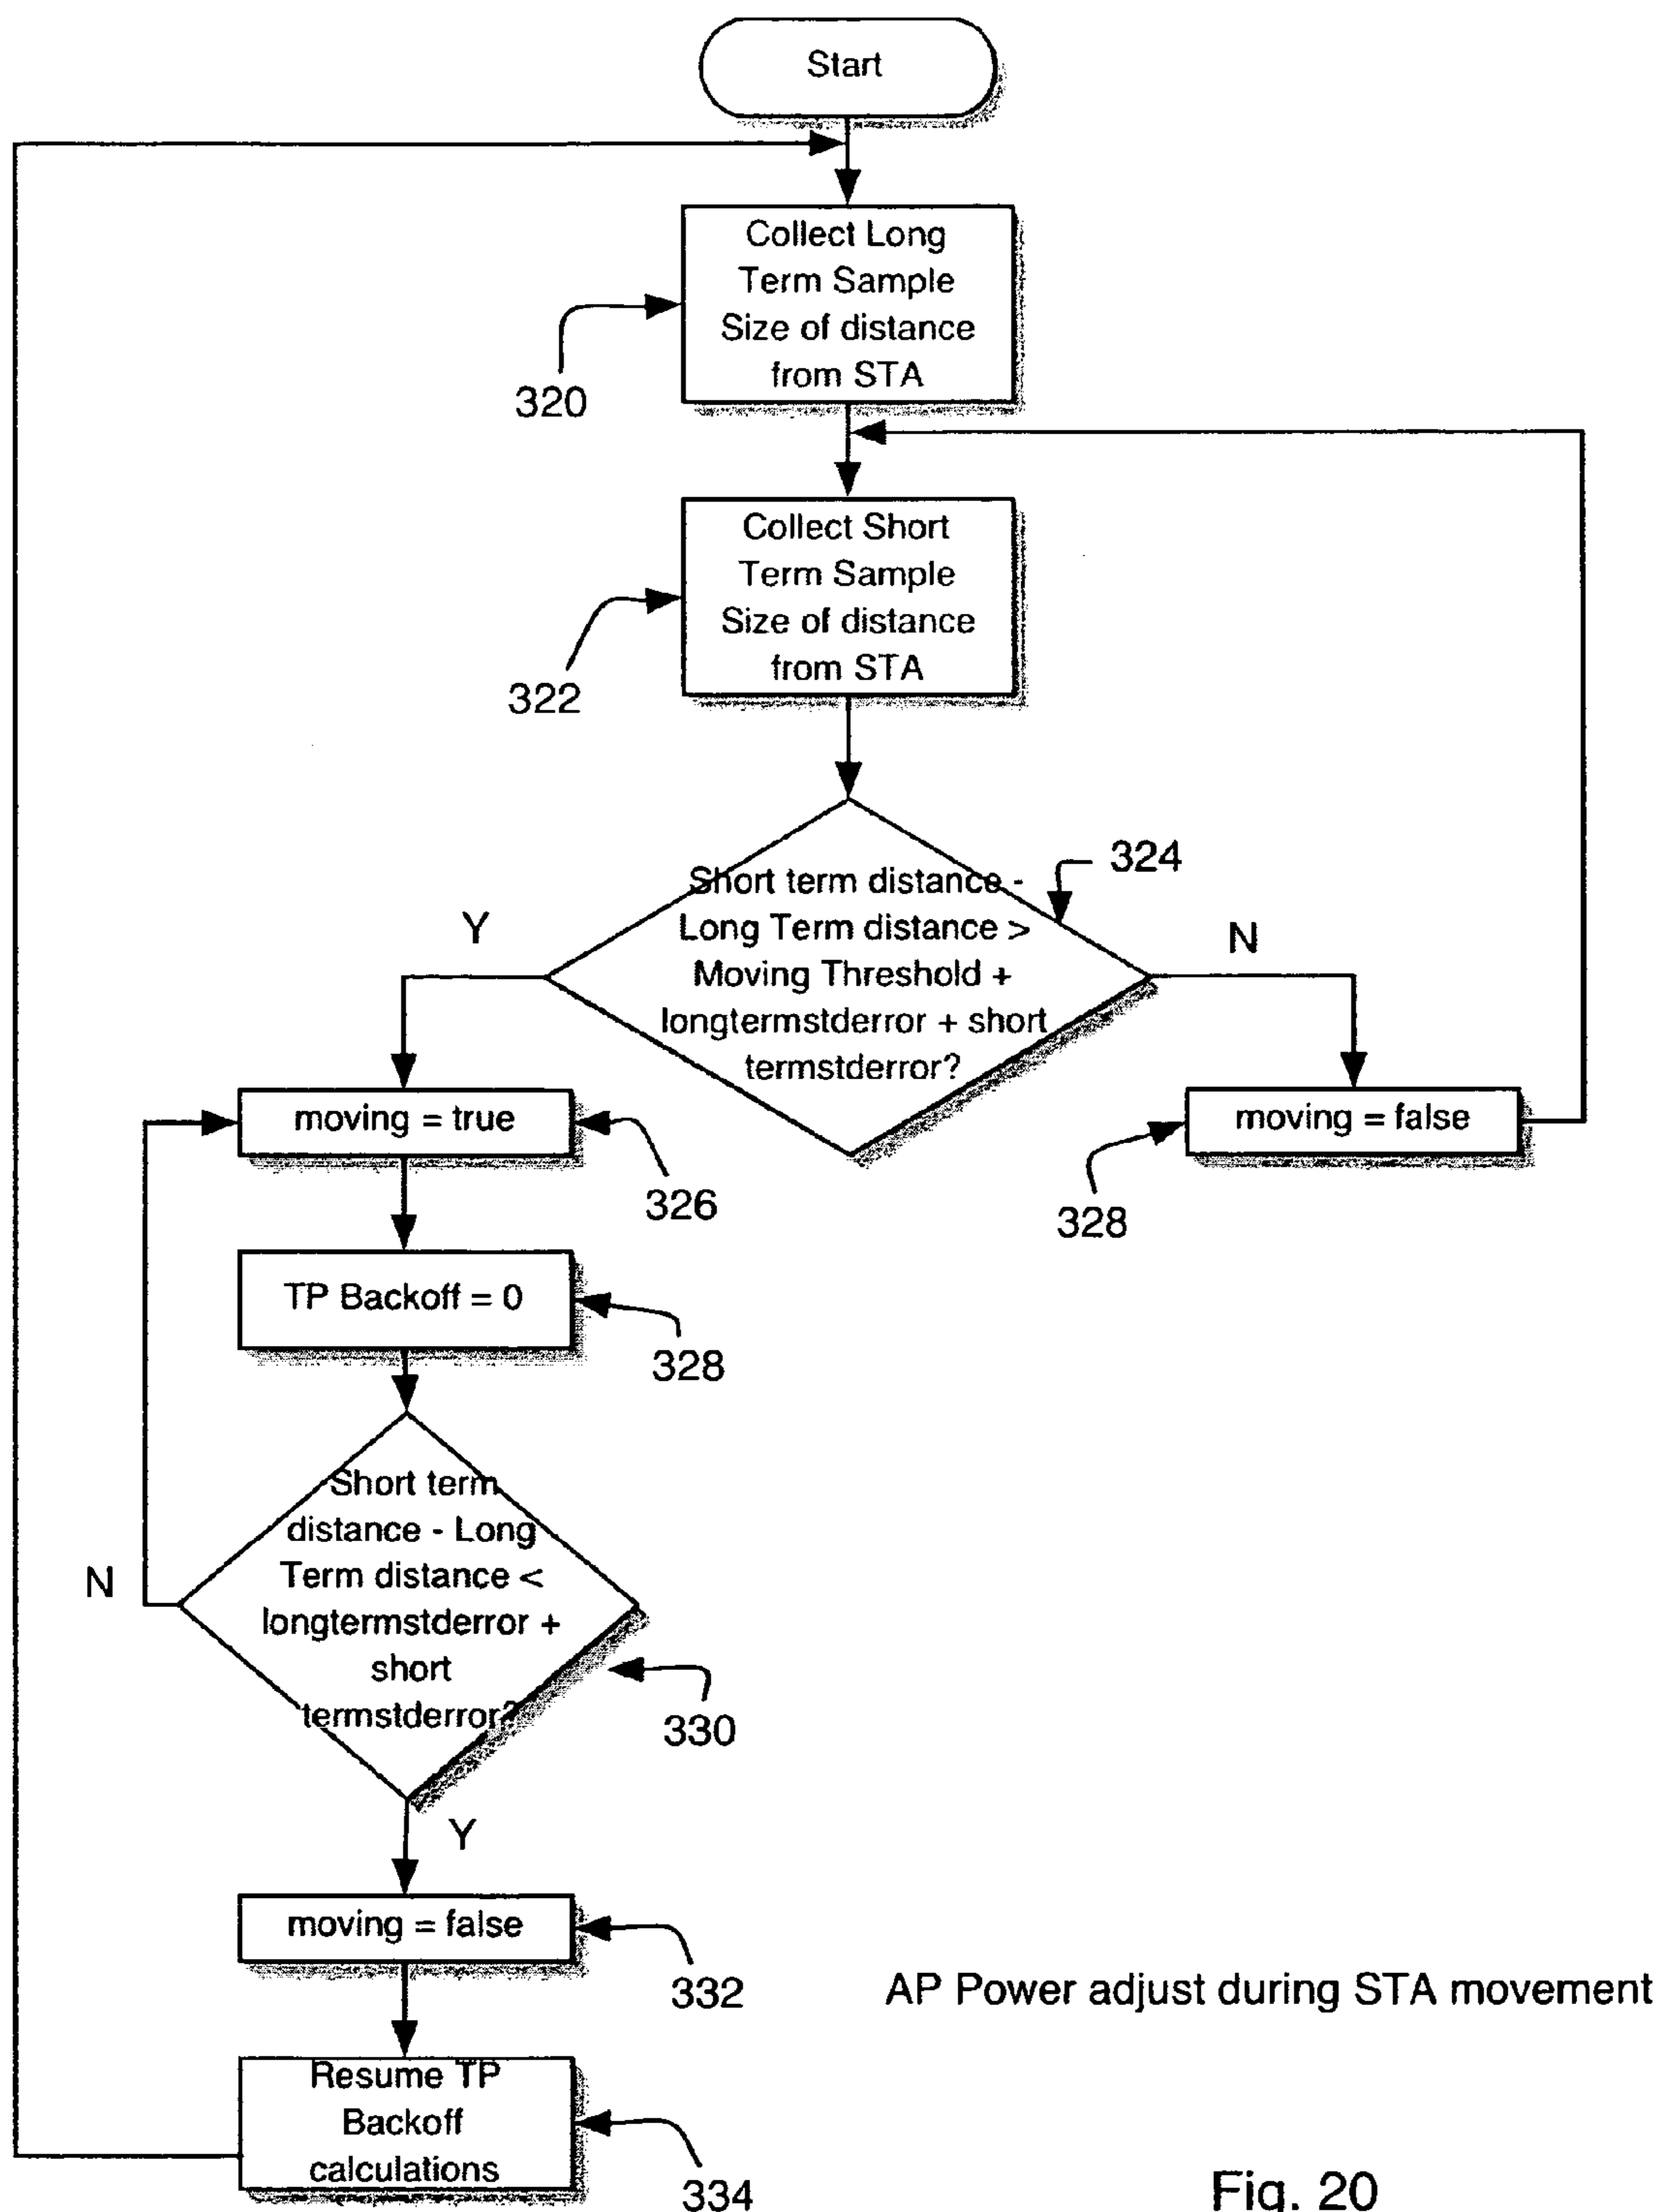 Start
Collect Long
Term Sample
Size of distance
from STA
320
Collect Short
Term Sample
Size of distance
from STA
322
Short term distance -
Long Term distance >
Moving Threshold +
longtermstderror + short
termstderror?
324
Y
N
moving = true
326
moving = false
328
TP Backoff = 0
328
Short term
distance - Long
Term distance <
longtermstderror +
short
termstderror?
330
N
Y
moving = false
332
Resume TP
Backoff
calculations
334
AP Power adjust during STA movement
Fig. 20